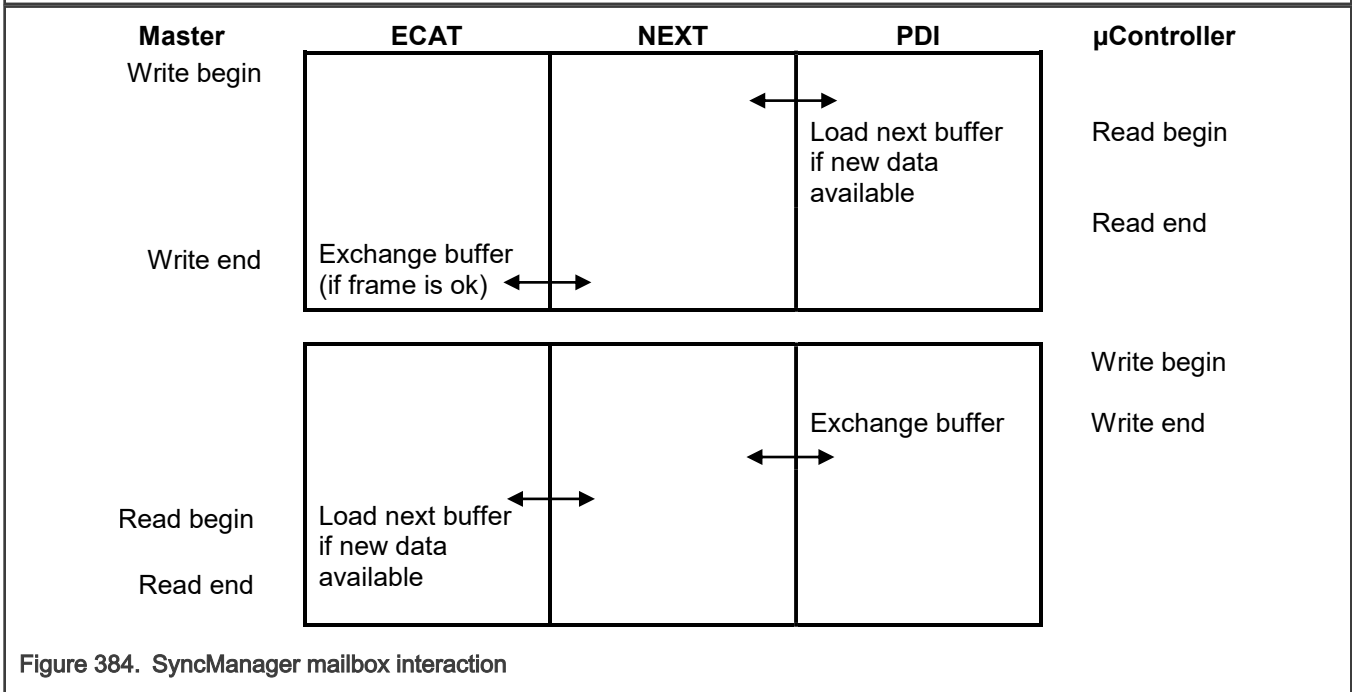 Master ECAT NEXT PDI µController
Write begin
Load next buffer Read begin
if new data
available
Read end
Write end Exchange buffer
(if frame is ok)
Write begin
Exchange buffer Write end
Read begin Load next buffer
if new data
Read end available
Figure 384. SyncManager mailbox interaction